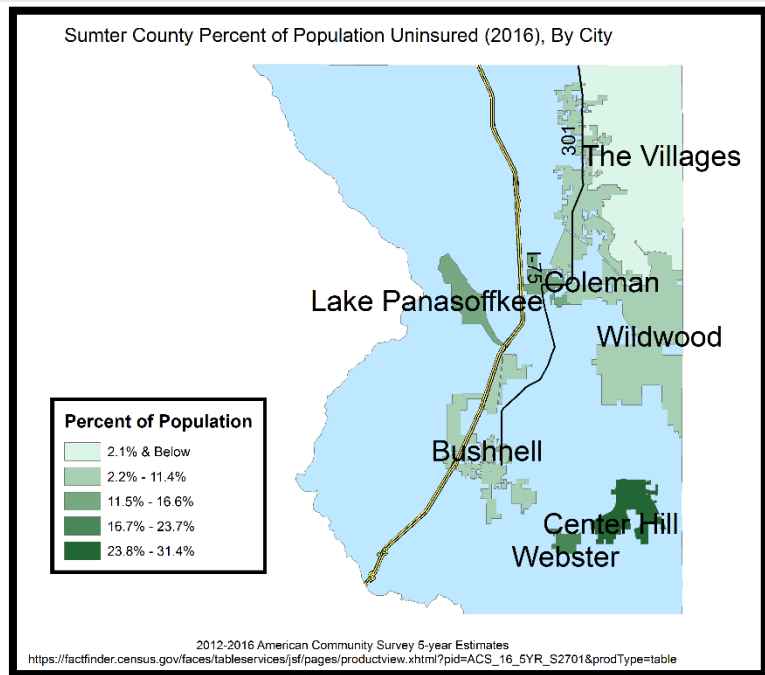 Sumter County Percent of Population Uninsured (2016), By City
301
The Villages
I-75
Coleman
Lake Panasoffkee
Wildwood
Percent of Population
2.1% & Below
2.2% - 11.4%
11.5% - 16.6%
16.7% - 23.7%
23.8% - 31.4%
Bushnell
Center Hill
Webster
2012-2016 American Community Survey 5-year Estimates
https://factfinder.census.gov/faces/tableservices/jsf/pages/productview.xhtml?pid=ACS_16_5YR_S2701&prodType=table